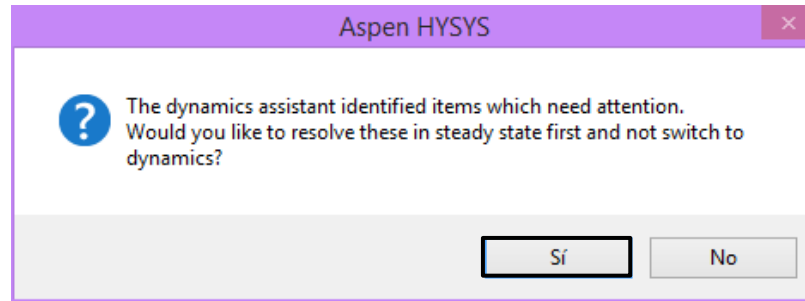 Aspen HYSYS
The dynamics assistant identified items which need attention.
Would you like to resolve these in steady state first and not switch to
dynamics?
Sí
No